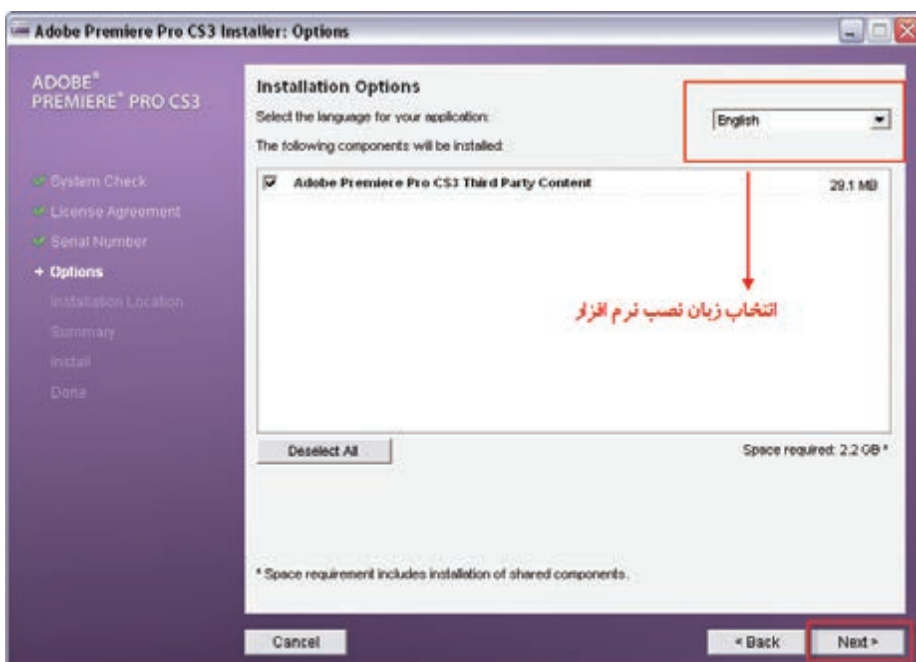 Adobe Premiere Pro CS3 Installer: Options
ADOBE®
PREMIERE® PRO CS3
System Check
License Agreement
Serial Number
+ Options
Installation Location
Summary
Install
Done
Installation Options
Select the language for your application:
English
The following components will be installed:
Adobe Premiere Pro CS3 Third Party Content 29.1 MB
انتخاب زبان نصب نرم افزار
Deselect All
Space required: 2.2 GB *
* Space requirement includes installation of shared components.
Cancel
< Back
Next >